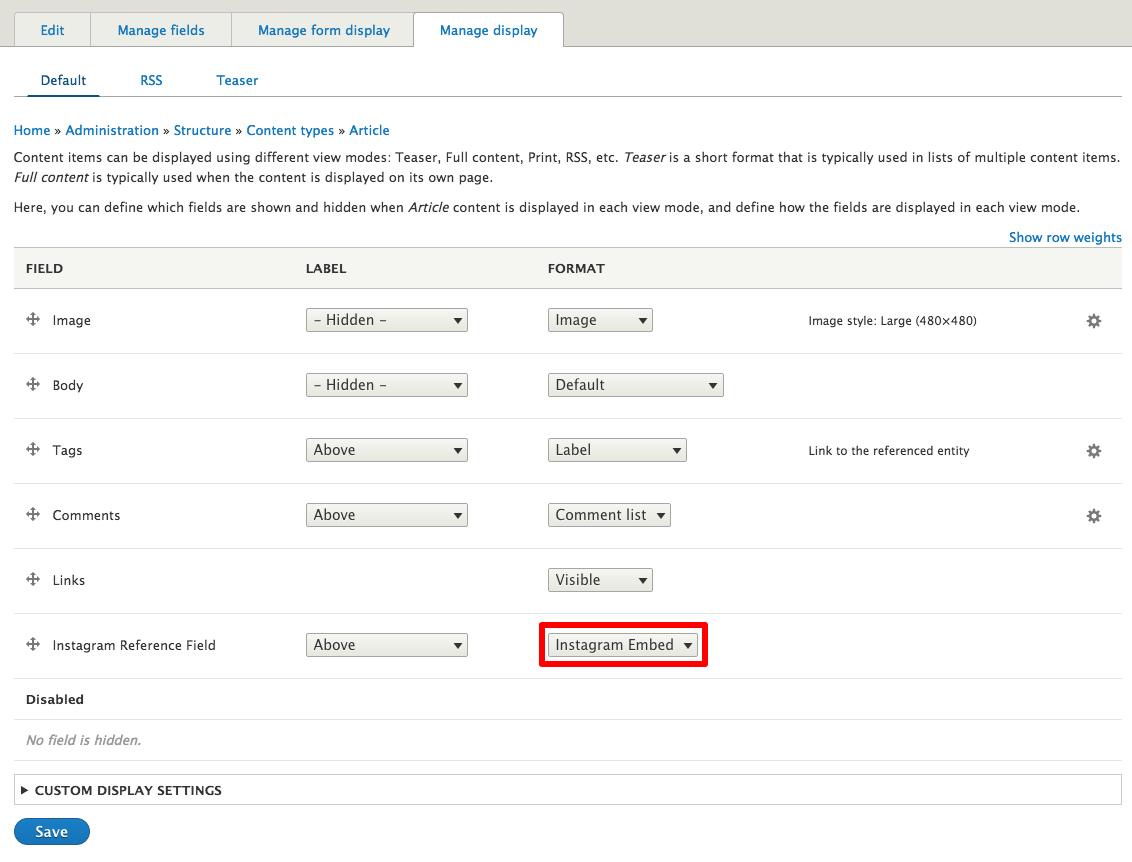 Edit Manage fields Manage form display Manage display
Default RSS Teaser
Home » Administration » Structure » Content types » Article
Content items can be displayed using different view modes: Teaser, Full content, Print, RSS, etc. Teaser is a short format that is typically used in lists of multiple content items.
Full content is typically used when the content is displayed on its own page.
Here, you can define which fields are shown and hidden when Article content is displayed in each view mode, and define how the fields are displayed in each view mode.
Show row weights
FIELD LABEL FORMAT
Image - Hidden - Image Image style: Large (480×480)
Body - Hidden - Default
Tags Above Label Link to the referenced entity
Comments Above Comment list
Links Visible
Instagram Reference Field Above Instagram Embed
Disabled
No field is hidden.
CUSTOM DISPLAY SETTINGS
Save